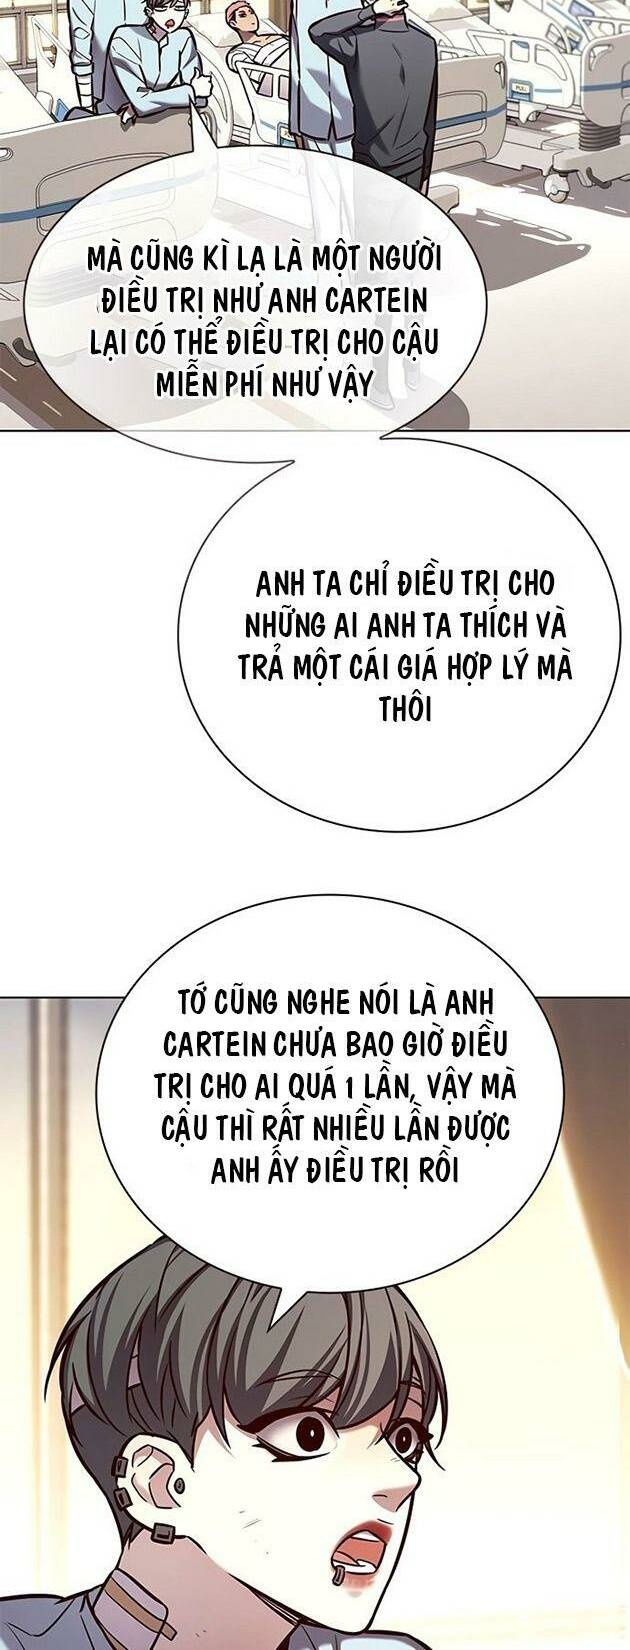 MÀ CŨNG KÌ LẠ LÀ MỘT NGƯỜI
ĐIỀU TRỊ NHƯ ANH CARTEIN
LẠI CÓ THỂ ĐIỀU TRỊ CHO CẬU
MIỄN PHÍ NHƯ VẬY
ANH TA CHỈ ĐIỀU TRỊ CHO
NHỮNG AI ANH TA THÍCH VÀ
TRẢ MỘT CÁI GIÁ HỢP LÝ MÀ
THÔI
TỚ CŨNG NGHE NÓI LÀ ANH
CARTEIN CHƯA BAO GIỜ ĐIỀU
TRỊ CHO AI QUÁ 1 LẦN, VẬY MÀ
CẬU THÌ RẤT NHIỀU LẦN ĐƯỢC
ANH ẤY ĐIỀU TRỊ RỒI